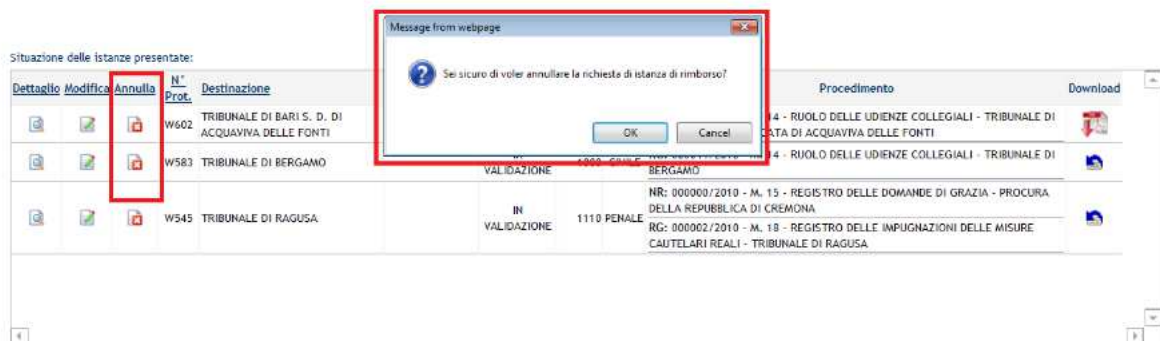 Message from webpage
Sei sicuro di voler annullare la richiesta di istanza di rimborso?
OK Cancel
Situazione delle istanze presentate:
Dettaglio Modifica Annulla N° Prot. Destinazione Procedimento Download
W602 TRIBUNALE DI BARI S. D. DI ACQUAVIVA DELLE FONTI
14 - RUOLO DELLE UDIENZE COLLEGIALI - TRIBUNALE DI
DI ACQUAVIVA DELLE FONTI
W583 TRIBUNALE DI BERGAMO
VALIDAZIONE
14 - RUOLO DELLE UDIENZE COLLEGIALI - TRIBUNALE DI
BERGAMO
W545 TRIBUNALE DI RAGUSA
IN
VALIDAZIONE
1110 PENALE
NR: 000000/2010 - M. 15 - REGISTRO DELLE DOMANDE DI GRAZIA - PROCURA
DELLA REPUBBLICA DI CREMONA
RG: 000002/2010 - M. 18 - REGISTRO DELLE IMPUGNAZIONI DELLE MISURE
CAUTELARI REALI - TRIBUNALE DI RAGUSA